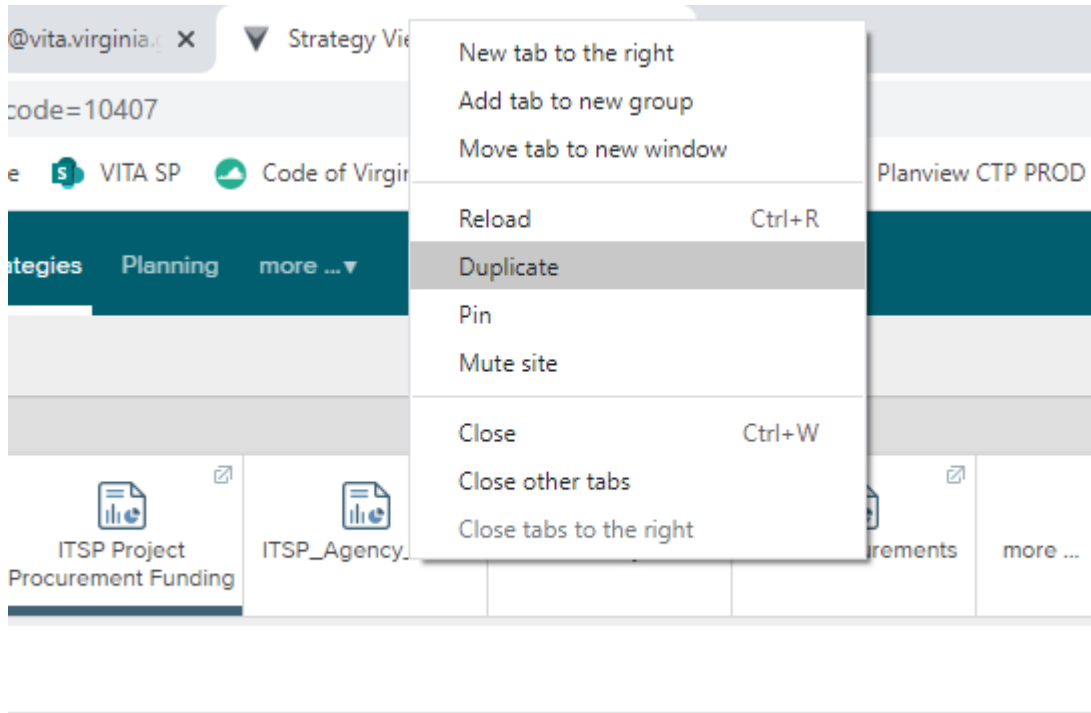 @vita.virginia.
Strategy Vie
code=10407
e
VITA SP
Code of Virgin
Planview CTP PROD
ategies
Planning
more ...▾
New tab to the right
Add tab to new group
Move tab to new window
Reload Ctrl+R
Duplicate
Pin
Mute site
Close Ctrl+W
Close other tabs
Close tabs to the right
ITSP Project
Procurement Funding
ITSP_Agency_
urements
more ...